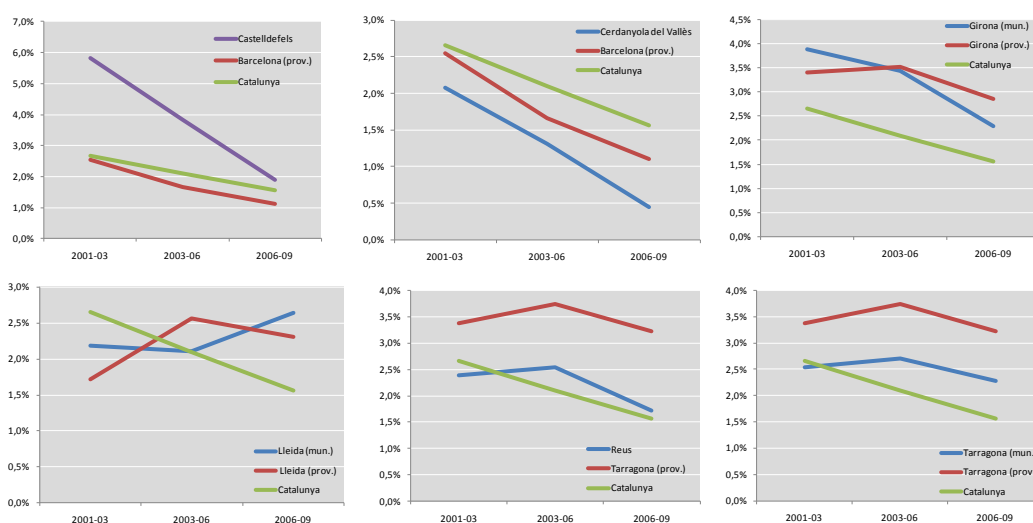 7,0%
6,0%
5,0%
4,0%
3,0%
2,0%
1,0%
0,0%
Castelldefels
Barcelona (prov.)
Catalunya
2001-03 2003-06 2006-09
3,0%
2,5%
2,0%
1,5%
1,0%
0,5%
0,0%
Cerdanyola del Vallès
Barcelona (prov.)
Catalunya
2001-03 2003-06 2006-09
4,5%
4,0%
3,5%
3,0%
2,5%
2,0%
1,5%
1,0%
0,5%
0,0%
Girona (mun.)
Girona (prov.)
Catalunya
2001-03 2003-06 2006-09
3,0%
2,5%
2,0%
1,5%
1,0%
0,5%
0,0%
Lleida (mun.)
Lleida (prov.)
Catalunya
2001-03 2003-06 2006-09
4,0%
3,5%
3,0%
2,5%
2,0%
1,5%
1,0%
0,5%
0,0%
Reus
Tarragona (prov.)
Catalunya
2001-03 2003-06 2006-09
4,0%
3,5%
3,0%
2,5%
2,0%
1,5%
1,0%
0,5%
0,0%
Tarragona (mun.
Tarragona (prov
Catalunya
2001-03 2003-06 2006-09